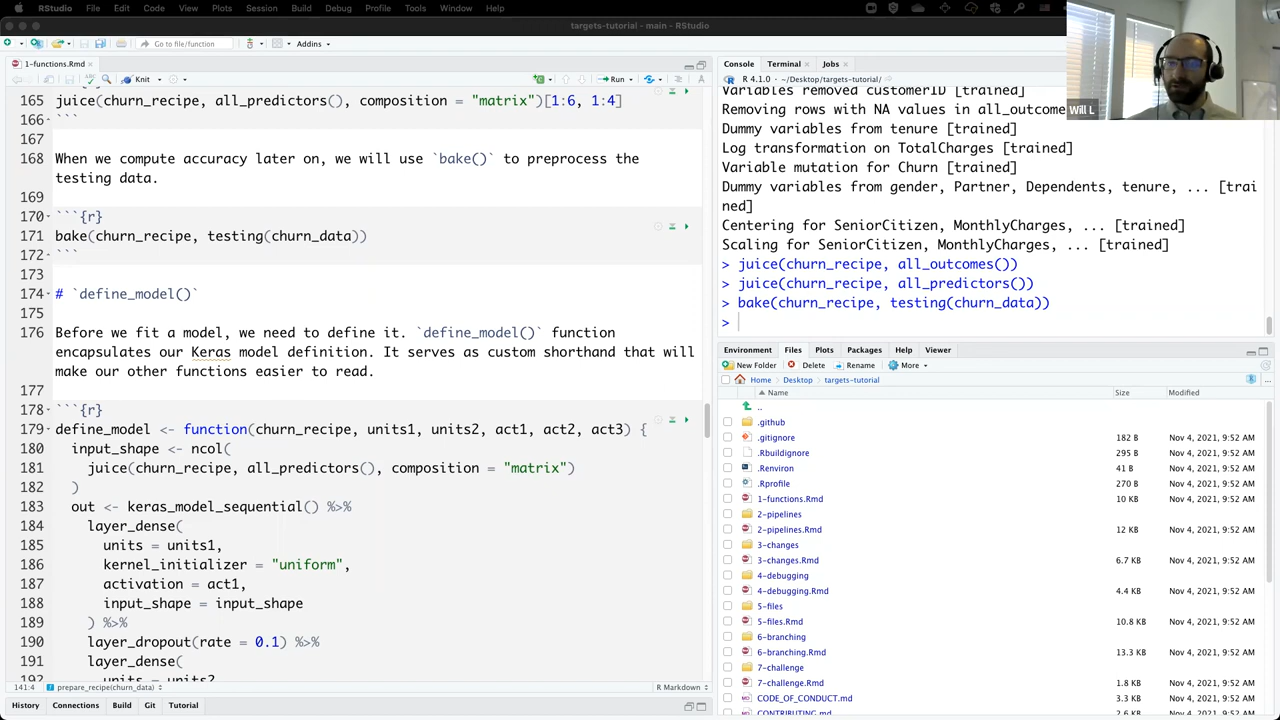 RStudio File Edit Code View Plots Session Build Debug Profile Tools Window Help
targets-tutorial - main - RStudio
Go to file/function Addins
1-functions.Rmd
Knit Run
165 juice(churn_recipe, all_predictors(), composition = "matrix")[1:6, 1:4]
166 ```
167
168 When we compute accuracy later on, we will use `bake()` to preprocess the
testing data.
169
170 ```{r}
171 bake(churn_recipe, testing(churn_data))
172 ```
173
174 # `define_model()`
175
176 Before we fit a model, we need to define it. `define_model()` function
encapsulates our Keras model definition. It serves as custom shorthand that will
make our other functions easier to read.
177
178 ```{r}
179 define_model <- function(churn_recipe, units1, units2, act1, act2, act3) {
180 input_shape <- ncol(
181 juice(churn_recipe, all_predictors(), composition = "matrix")
182 )
183 out <- keras_model_sequential() %>%
184 layer_dense(
185 units = units1,
186 kernel_initializer = "uniform",
187 activation = act1,
188 input_shape = input_shape
189 ) %>%
190 layer_dropout(rate = 0.1) %>%
191 layer_dense(
units = units2
141:4 prepare_recipe(churn_data) R Markdown
History Connections Build Git Tutorial
Console Terminal Jobs
R 4.1.0 · ~/Desktop/targets-tutorial/
Variables removed customerID [trained]
Removing rows with NA values in all_outcome
Dummy variables from tenure [trained]
Log transformation on TotalCharges [trained]
Variable mutation for Churn [trained]
Dummy variables from gender, Partner, Dependents, tenure, ... [trai
ned]
Centering for SeniorCitizen, MonthlyCharges, ... [trained]
Scaling for SeniorCitizen, MonthlyCharges, ... [trained]
> juice(churn_recipe, all_outcomes())
> juice(churn_recipe, all_predictors())
> bake(churn_recipe, testing(churn_data))
>
Will L
Environment Files Plots Packages Help Viewer
New Folder Delete Rename More
Home Desktop targets-tutorial
Name Size Modified
..
.github
.gitignore 182 B Nov 4, 2021, 9:52 AM
.Rbuildignore 295 B Nov 4, 2021, 9:52 AM
.Renviron 41 B Nov 4, 2021, 9:52 AM
.Rprofile 270 B Nov 4, 2021, 9:52 AM
1-functions.Rmd 10 KB Nov 4, 2021, 9:52 AM
2-pipelines
2-pipelines.Rmd 12 KB Nov 4, 2021, 9:52 AM
3-changes
3-changes.Rmd 6.7 KB Nov 4, 2021, 9:52 AM
4-debugging
4-debugging.Rmd 4.4 KB Nov 4, 2021, 9:52 AM
5-files
5-files.Rmd 10.8 KB Nov 4, 2021, 9:52 AM
6-branching
6-branching.Rmd 13.3 KB Nov 4, 2021, 9:52 AM
7-challenge
7-challenge.Rmd 1.8 KB Nov 4, 2021, 9:52 AM
CODE_OF_CONDUCT.md 3.3 KB Nov 4, 2021, 9:52 AM
CONTRIBUTING.md 2.6 KB Nov 4, 2021, 9:52 AM